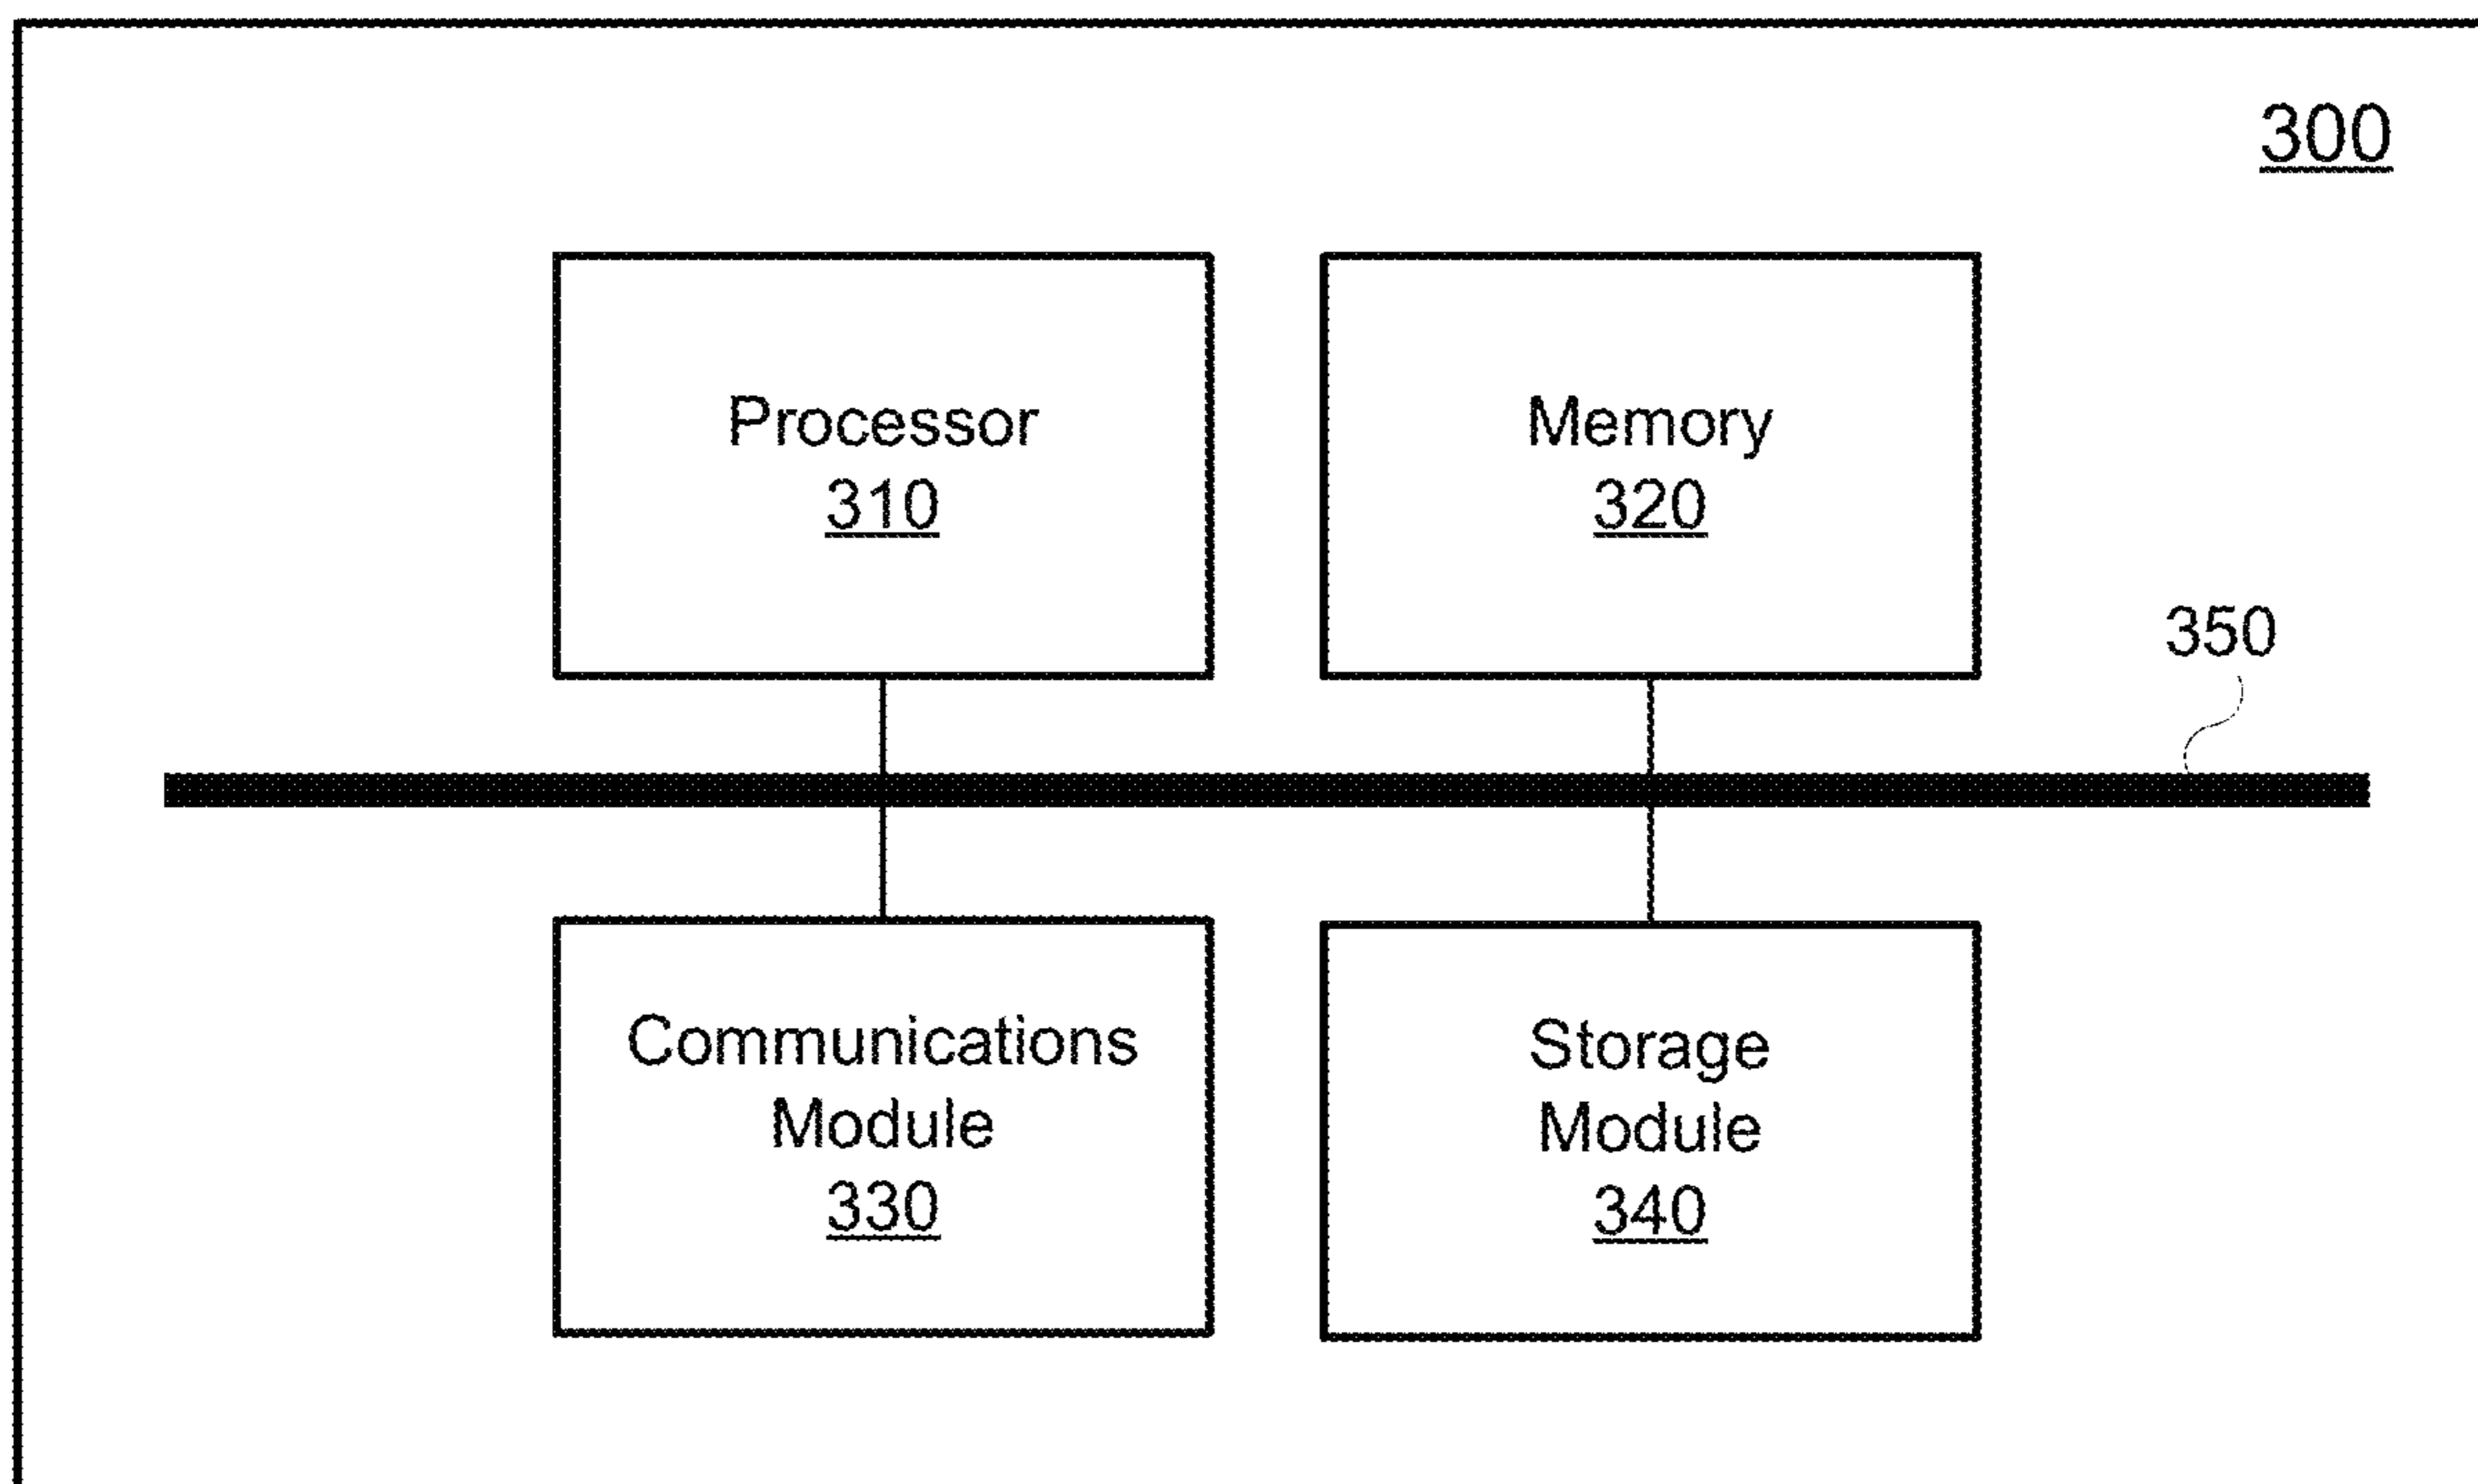 300
Processor
310
Memory
320
350
Communications
Module
330
Storage
Module
340